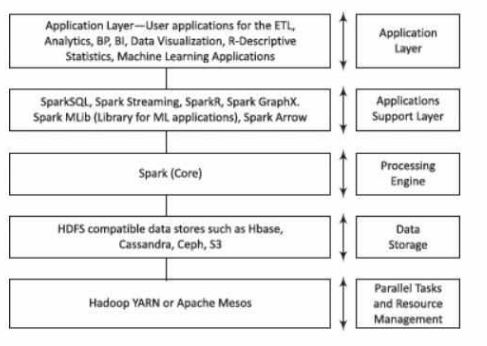 Application Layer—User applications for the ETL,
Analytics, BP, BI, Data Visualization, R-Descriptive
Statistics, Machine Learning Applications
Application
Layer
SparkSQL, Spark Streaming, SparkR, Spark GraphX.
Spark MLib (Library for ML applications), Spark Arrow
Applications
Support Layer
Spark (Core)
Processing
Engine
HDFS compatible data stores such as Hbase,
Cassandra, Ceph, S3
Data
Storage
Hadoop YARN or Apache Mesos
Parallel Tasks
and Resource
Management